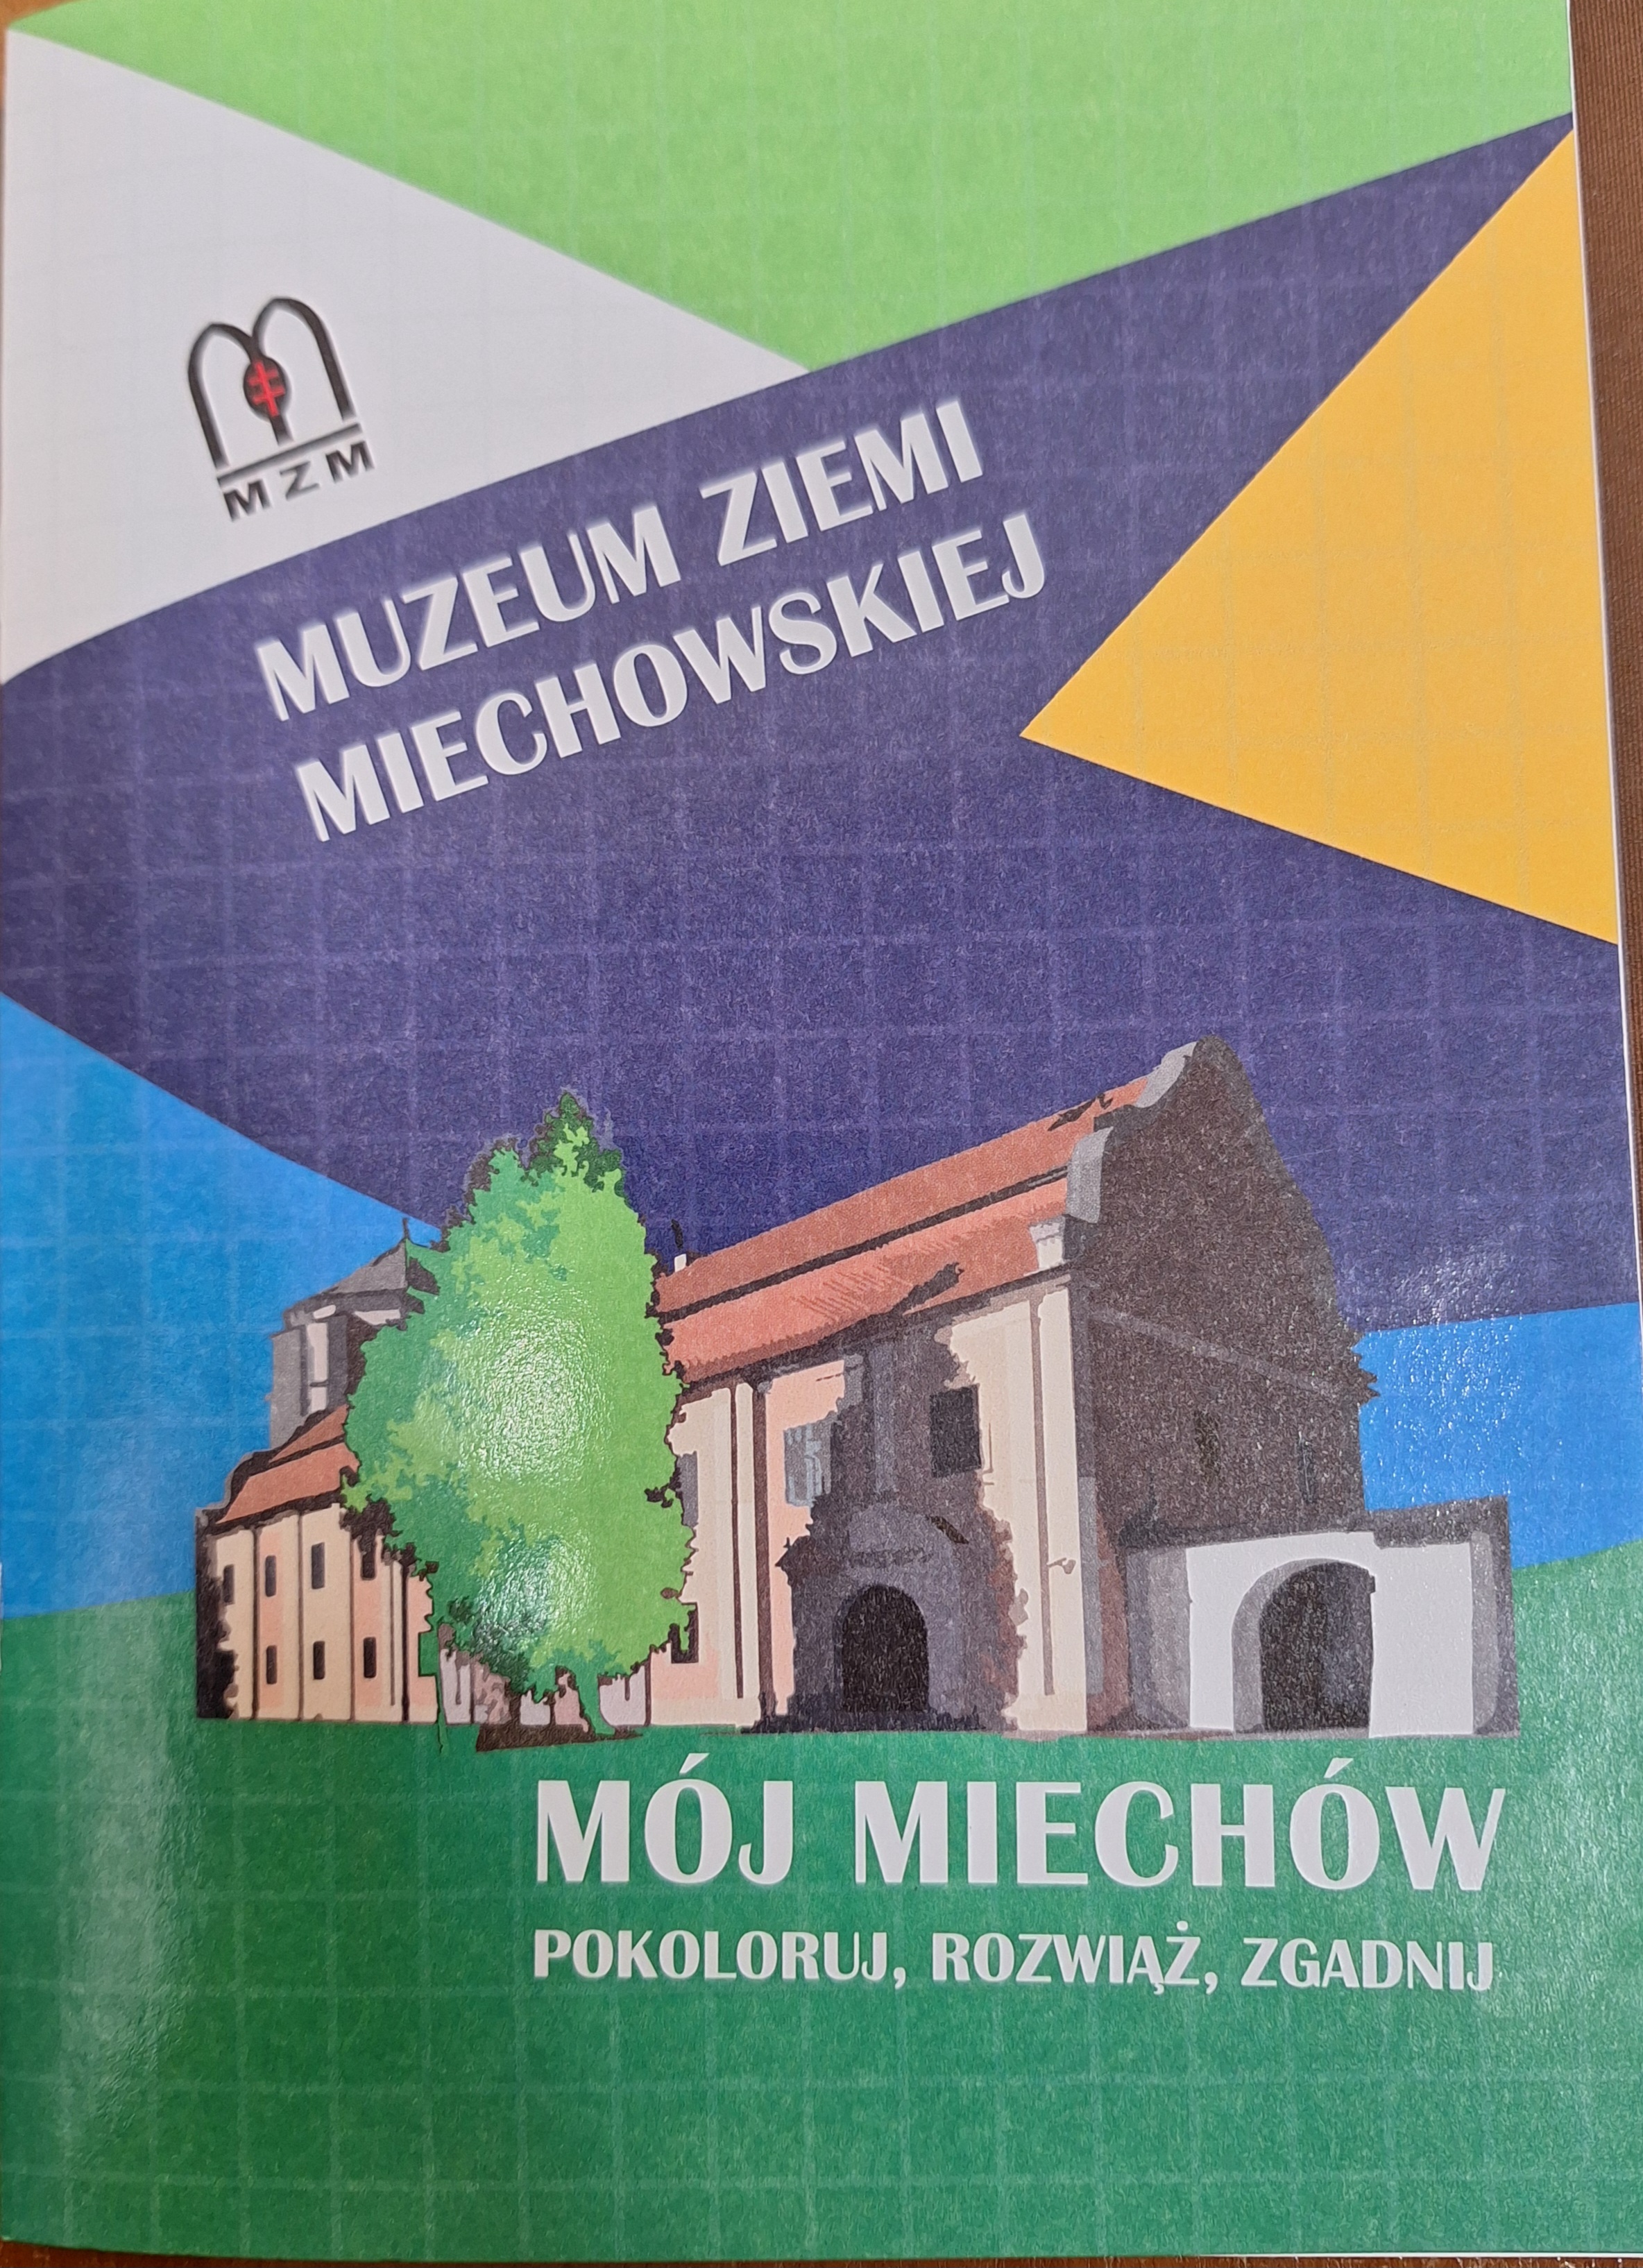 MZM
MUZEUM ZIEMI
MIECHOWSKIEJ
MÓJ MIECHÓW
POKOLORUJ, ROZWIĄŻ, ZGADNIJ